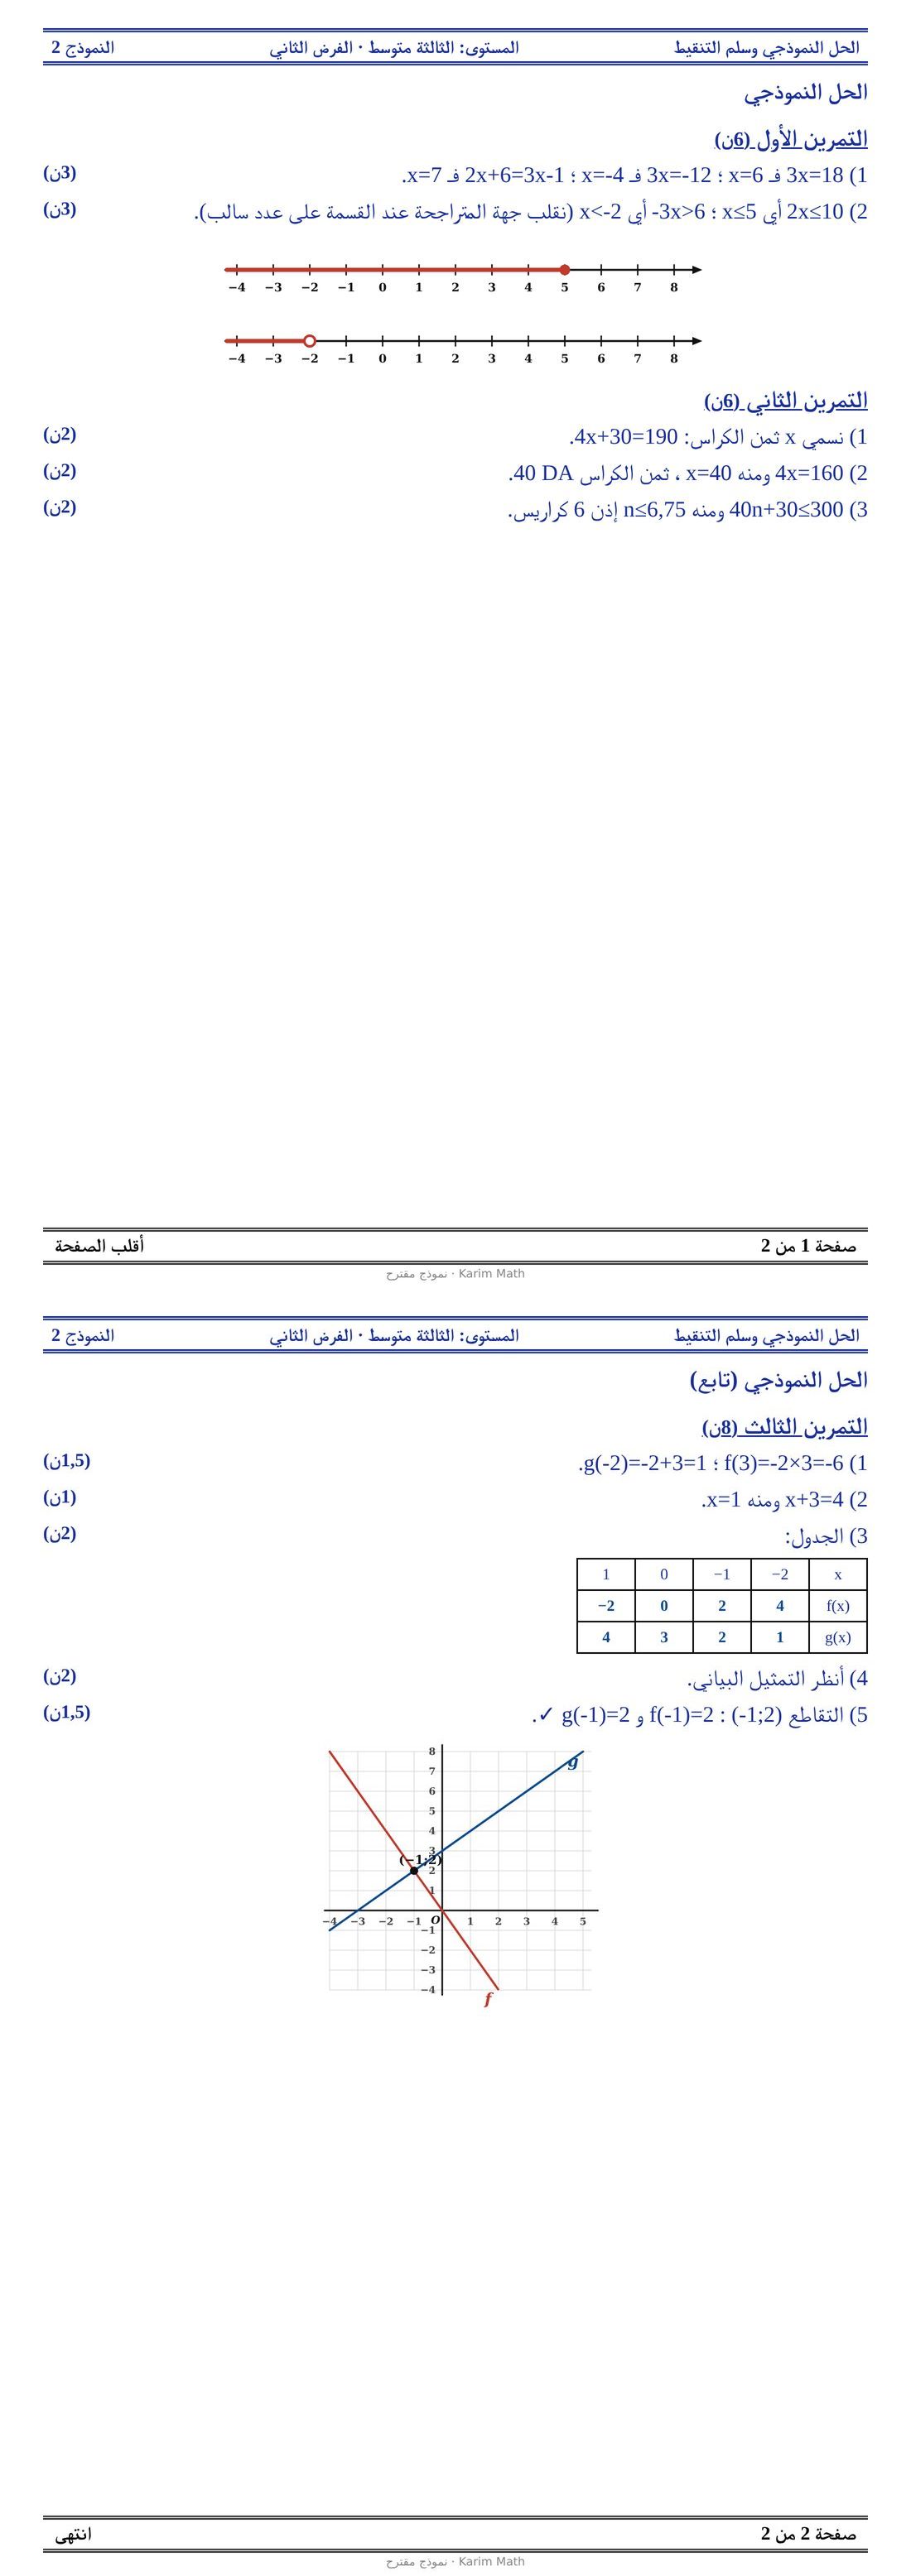 الحل النموذجي وسلم التنقيط المستوى: الثالثة متوسط · الفرض الثاني النموذج 2
الحل النموذجي
التمرين الأول (6ن)
1) 3x=18 فـ x=6 ؛ 3x=-12 فـ x=-4 ؛ 2x+6=3x-1 فـ x=7. (3ن)
2) 2x≤10 أي x≤5 ؛ -3x>6 أي x<-2 (نقلب جهة المتراجحة عند القسمة على عدد سالب). (3ن)
−4 −3 −2 −1 0 1 2 3 4 5 6 7 8
−4 −3 −2 −1 0 1 2 3 4 5 6 7 8
التمرين الثاني (6ن)
1) نسمي x ثمن الكراس: 4x+30=190. (2ن)
2) 4x=160 ومنه x=40 ، ثمن الكراس 40 DA. (2ن)
3) 40n+30≤300 ومنه n≤6,75 إذن 6 كراريس. (2ن)
صفحة 1 من 2 أقلب الصفحة
Karim Math · نموذج مقترح
الحل النموذجي وسلم التنقيط المستوى: الثالثة متوسط · الفرض الثاني النموذج 2
الحل النموذجي (تابع)
التمرين الثالث (8ن)
1) f(3)=-2×3=-6 ؛ g(-2)=-2+3=1. (1,5ن)
2) x+3=4 ومنه x=1. (1ن)
3) الجدول: (2ن)
x −2 −1 0 1
f(x) 4 2 0 −2
g(x) 1 2 3 4
4) أنظر التمثيل البياني. (2ن)
5) التقاطع (-1;2) : f(-1)=2 و g(-1)=2 ✓. (1,5ن)
8
g
7
6
5
4
3
(−1;2)
2
1
−4 −3 −2 −1 O 1 2 3 4 5
−1
−2
−3
−4
f
صفحة 2 من 2 انتهى
Karim Math · نموذج مقترح